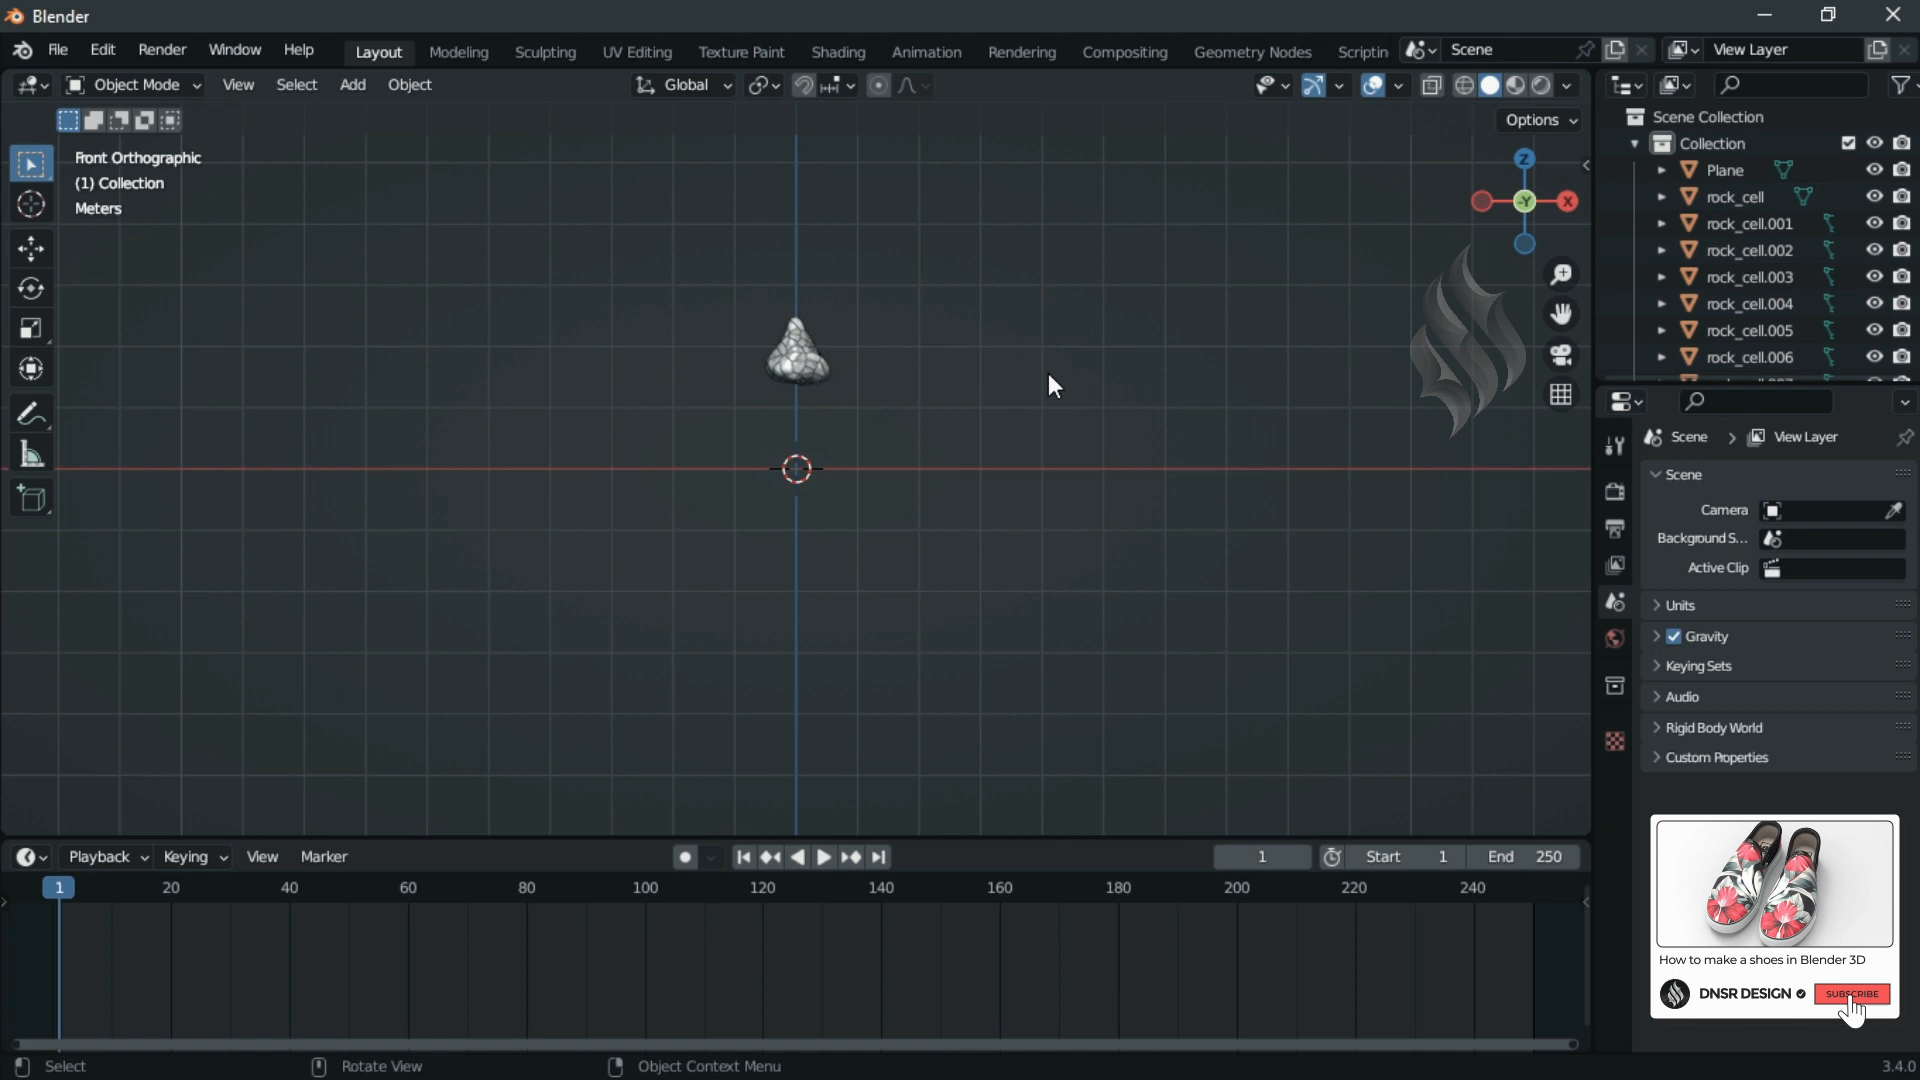 Blender
File Edit Render Window Help Layout Modeling Sculpting UV Editing Texture Paint Shading Animation Rendering Compositing Geometry Nodes Scriptin Scene View Layer
Object Mode View Select Add Object Global
Options
Front Orthographic
(1) Collection
Meters
Z
-Y X
Scene Collection
Collection
Plane
rock_cell
rock_cell.001
rock_cell.002
rock_cell.003
rock_cell.004
rock_cell.005
rock_cell.006
Scene View Layer
Scene
Camera
Background S...
Active Clip
Units
Gravity
Keying Sets
Audio
Rigid Body World
Custom Properties
Playback Keying View Marker 1 Start 1 End 250
1 20 40 60 80 100 120 140 160 180 200 220 240
How to make a shoes in Blender 3D
DNSR DESIGN SUBSCRIBE
Select Rotate View Object Context Menu 3.4.0